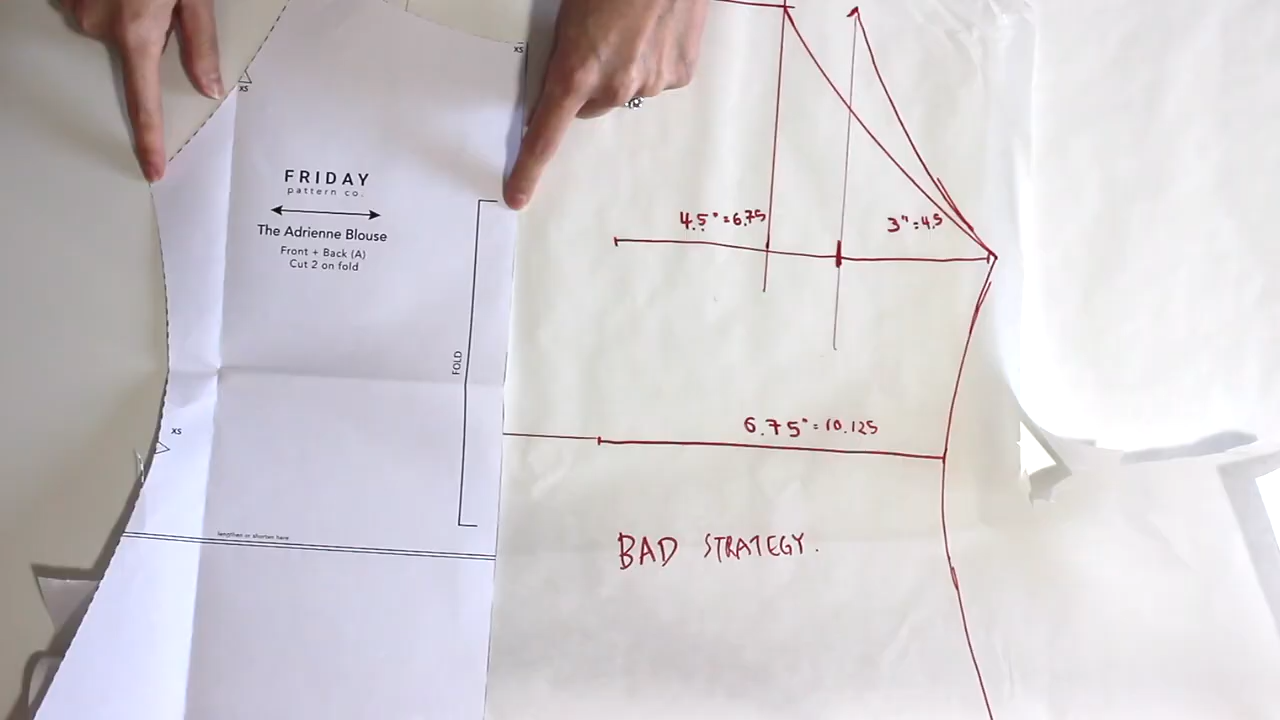 XS
XS
FRIDAY
pattern co.
The Adrienne Blouse
Front + Back (A)
Cut 2 on fold
FOLD
XS
lengthen or shorten here
4.5" = 6.75
3" = 4.5
6.75" = 10.125
BAD STRATEGY.